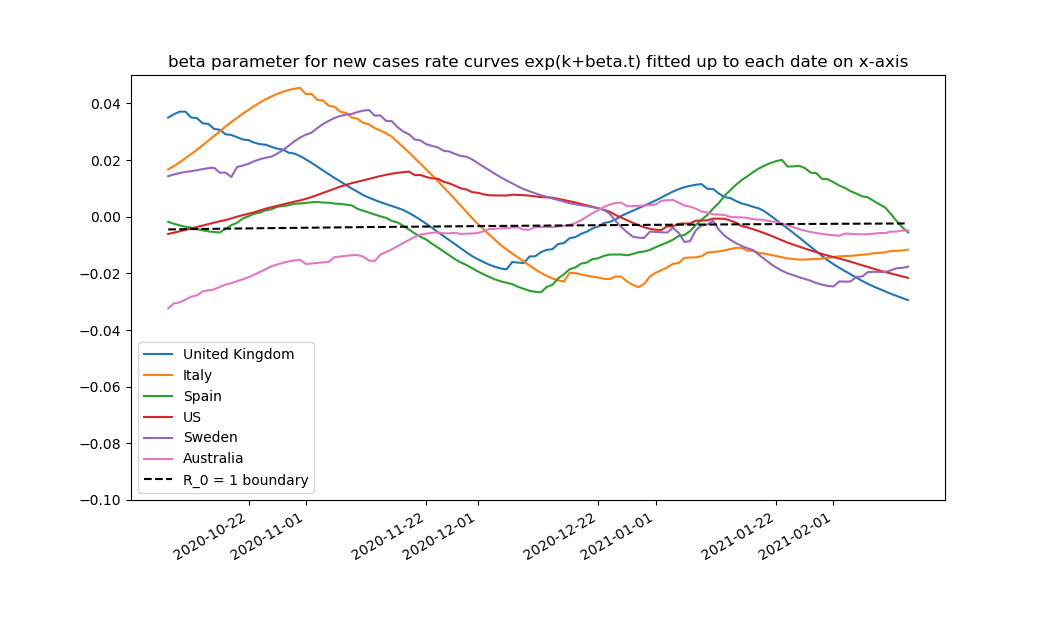 beta parameter for new cases rate curves exp(k+beta.t) fitted up to each date on x-axis
0.04
0.02
0.00
−0.02
−0.04
−0.06
−0.08
−0.10
United Kingdom
Italy
Spain
US
Sweden
Australia
R_0 = 1 boundary
2020-10-22
2020-11-01
2020-11-22
2020-12-01
2020-12-22
2021-01-01
2021-01-22
2021-02-01